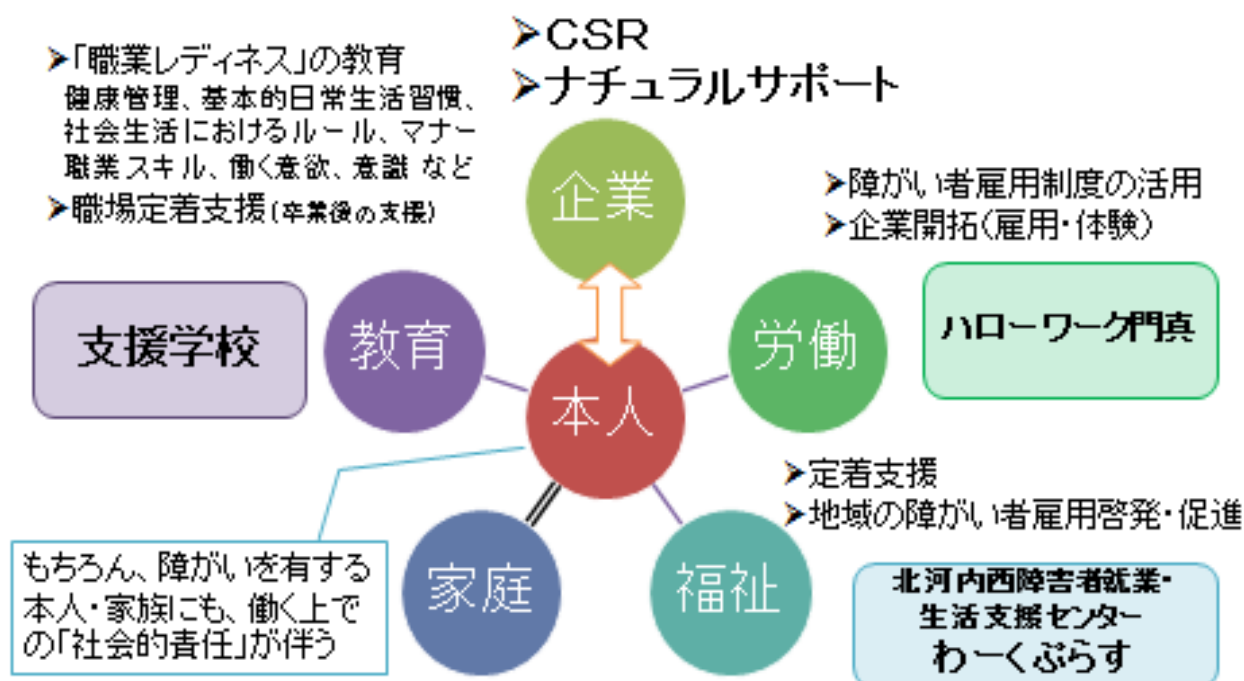 ➤CSR
➤ナチュラルサポート
➤「職業レディネス」の教育
健康管理、基本的日常生活習慣、
社会生活におけるルール、マナー
職業スキル、働く意欲、意識 など
➤職場定着支援(卒業後の支援)
企業
➤障がい者雇用制度の活用
➤企業開拓(雇用・体験)
支援学校
教育
労働
ハローワーク門真
本人
➤定着支援
➤地域の障がい者雇用啓発・促進
もちろん、障がいを有する
本人・家族にも、働く上で
の「社会的責任」が伴う
家庭
福祉
北河内西障害者就業・
生活支援センター
わーくぷらす